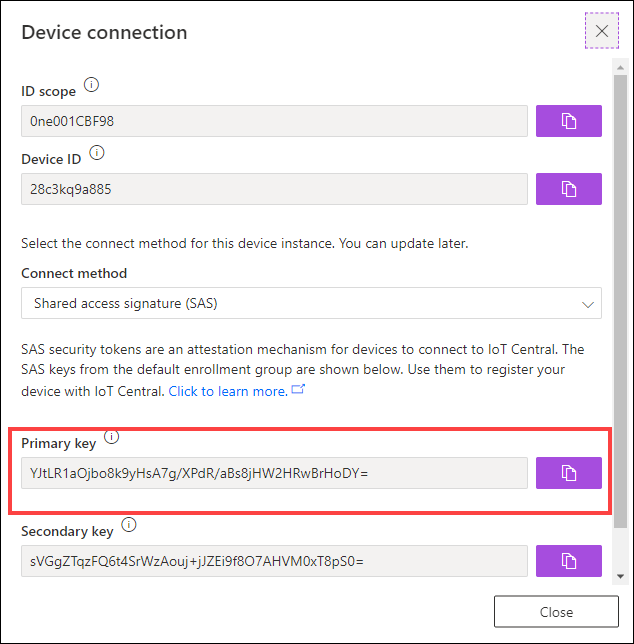 Device connection
ID scope
0ne001CBF98
Device ID
28c3kq9a885
Select the connect method for this device instance. You can update later.
Connect method
Shared access signature (SAS)
SAS security tokens are an attestation mechanism for devices to connect to IoT Central. The
SAS keys from the default enrollment group are shown below. Use them to register your
device with IoT Central. Click to learn more.
Primary key
YJtLR1aOjbo8k9yHsA7g/XPdR/aBs8jHW2HRwBrHoDY=
Secondary key
sVGgZTqzFQ6t4SrWzAouj+jJZEi9f8O7AHVM0xT8pS0=
Close